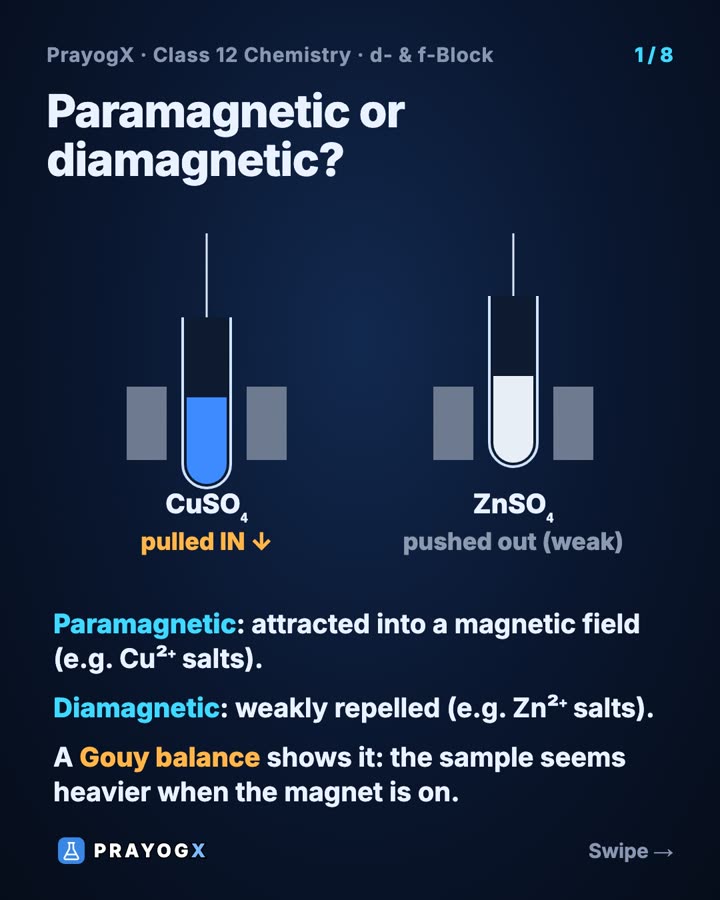 PrayogX · Class 12 Chemistry · d- & f-Block
1 / 8
Paramagnetic or
diamagnetic?
CuSO₄
pulled IN ↓
ZnSO₄
pushed out (weak)
Paramagnetic: attracted into a magnetic field
(e.g. Cu²⁺ salts).
Diamagnetic: weakly repelled (e.g. Zn²⁺ salts).
A Gouy balance shows it: the sample seems
heavier when the magnet is on.
PRAYOGX
Swipe →